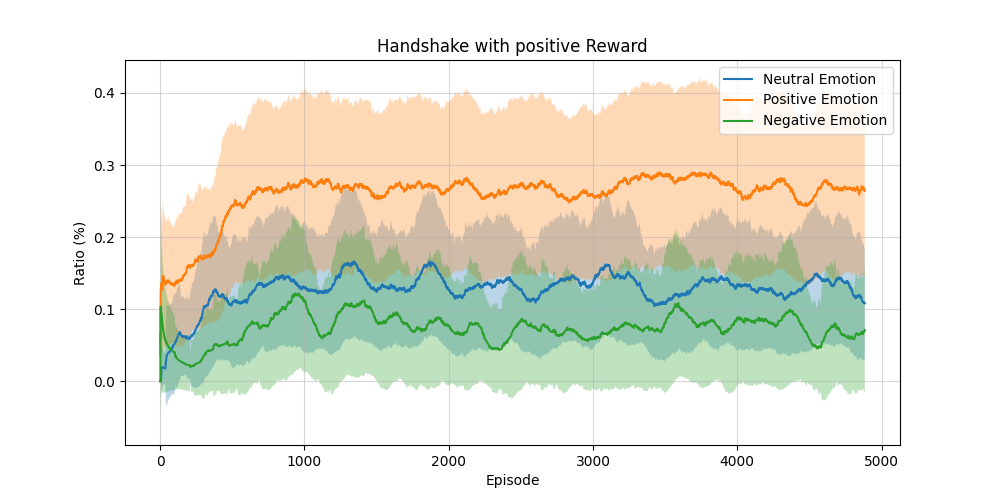 Handshake with positive Reward
Neutral Emotion
Positive Emotion
Negative Emotion
Ratio (%)
0.4
0.3
0.2
0.1
0.0
0 1000 2000 3000 4000 5000
Episode